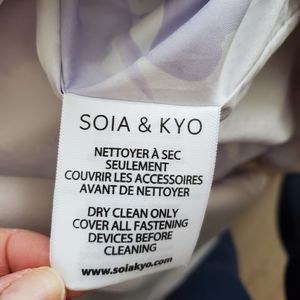 SOIA & KYO
NETTOYER À SEC
SEULEMENT
COUVRIR LES ACCESSOIRES
AVANT DE NETTOYER
DRY CLEAN ONLY
COVER ALL FASTENING
DEVICES BEFORE
CLEANING
www.soiakyo.com